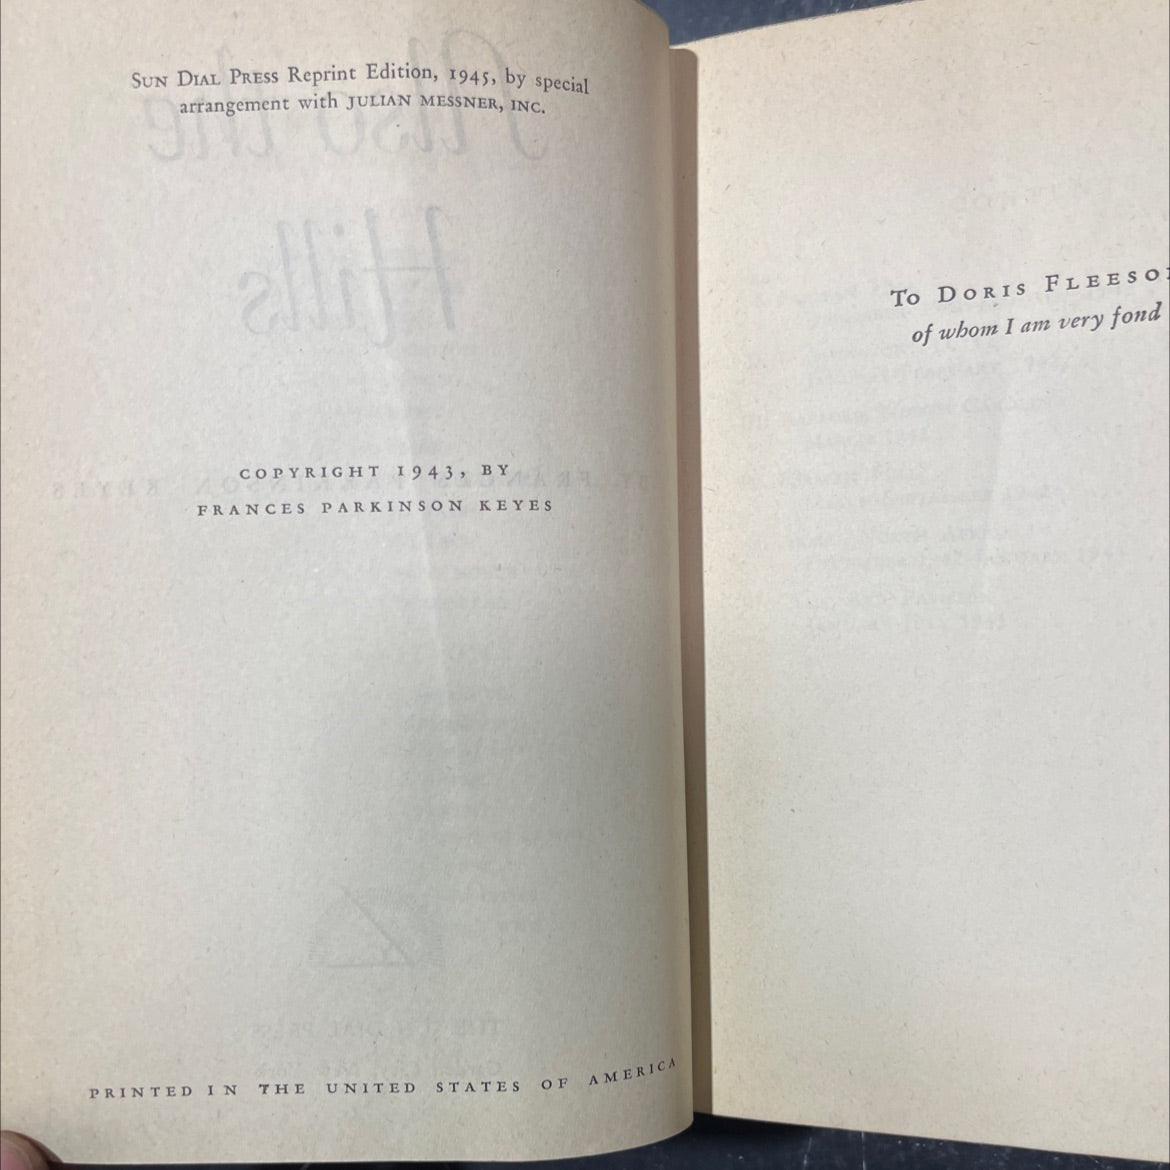 SUN DIAL PRESS Reprint Edition, 1945, by special
arrangement with JULIAN MESSNER, INC.
COPYRIGHT 1943, BY
FRANCES PARKINSON KEYES
PRINTED IN THE UNITED STATES OF AMERICA
To DORIS FLEESO
of whom I am very fond